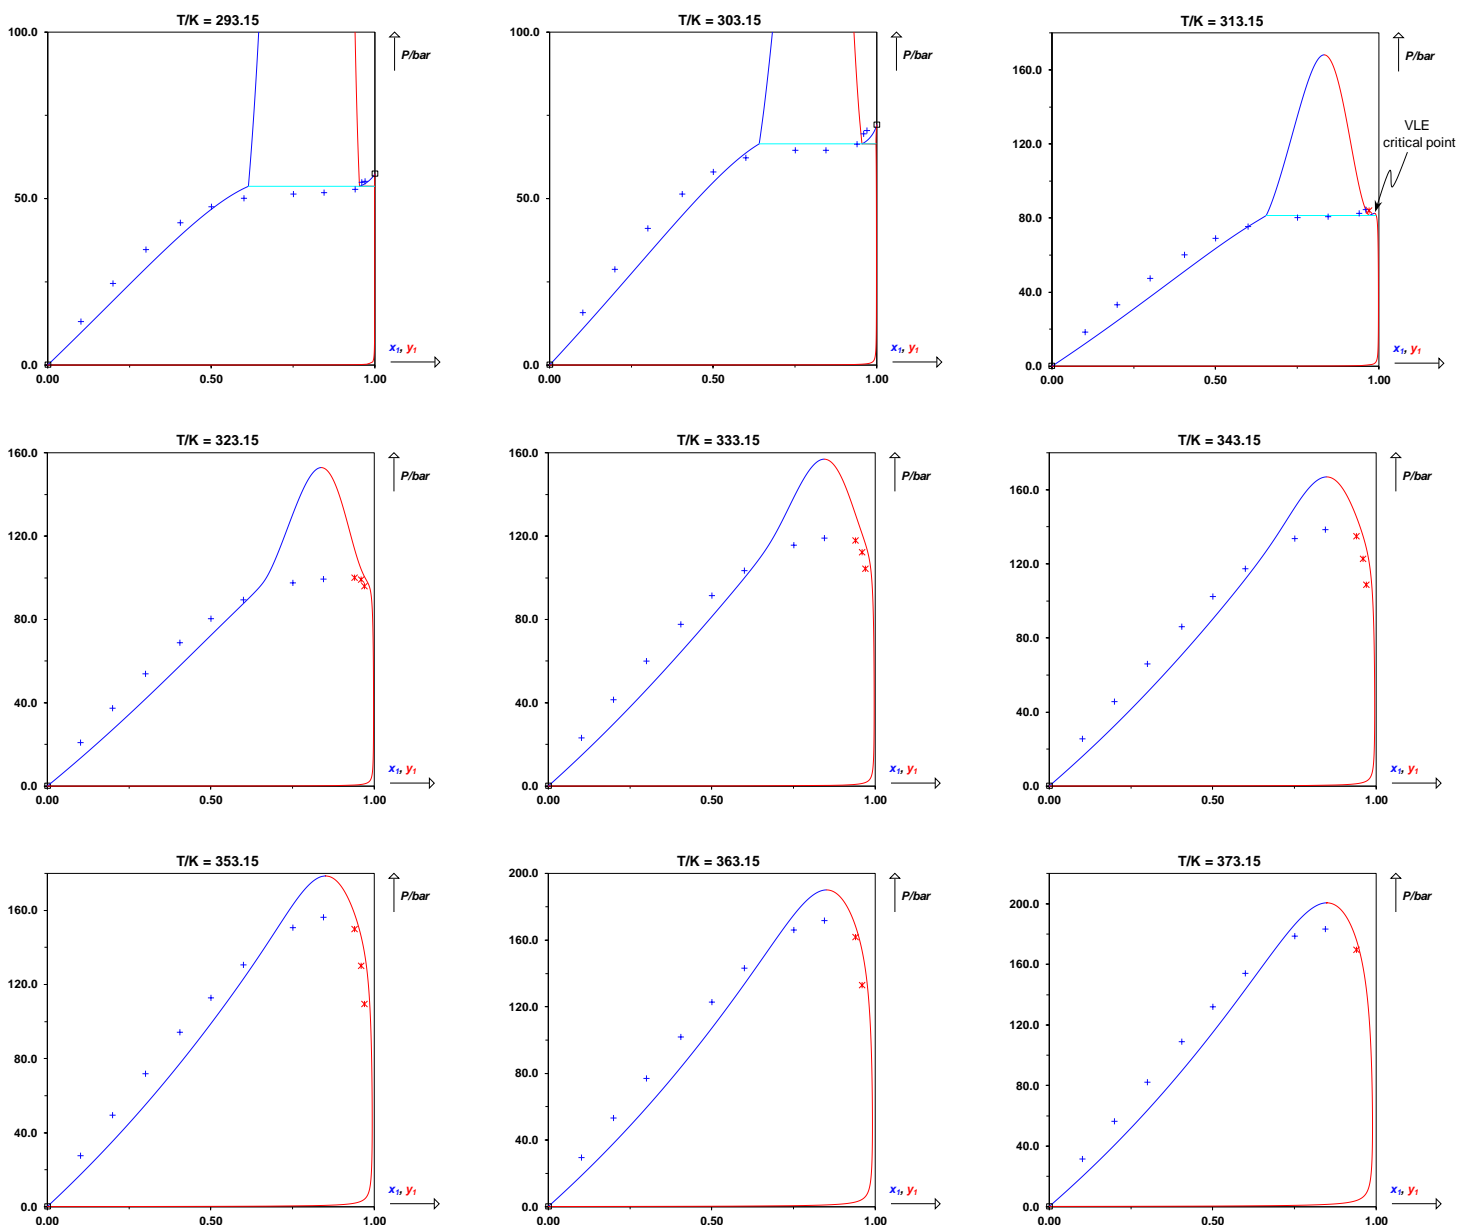 T/K = 293.15
100.0
P/bar
50.0
0.0
x1, y1
0.00
0.50
1.00
T/K = 303.15
100.0
P/bar
50.0
0.0
x1, y1
0.00
0.50
1.00
T/K = 313.15
160.0
P/bar
VLE
critical point
120.0
80.0
40.0
0.0
x1, y1
0.00
0.50
1.00
T/K = 323.15
160.0
P/bar
120.0
80.0
40.0
0.0
x1, y1
0.00
0.50
1.00
T/K = 333.15
160.0
P/bar
120.0
80.0
40.0
0.0
x1, y1
0.00
0.50
1.00
T/K = 343.15
160.0
P/bar
120.0
80.0
40.0
0.0
x1, y1
0.00
0.50
1.00
T/K = 353.15
160.0
P/bar
120.0
80.0
40.0
0.0
x1, y1
0.00
0.50
1.00
T/K = 363.15
200.0
P/bar
160.0
120.0
80.0
40.0
0.0
x1, y1
0.00
0.50
1.00
T/K = 373.15
200.0
P/bar
160.0
120.0
80.0
40.0
0.0
x1, y1
0.00
0.50
1.00